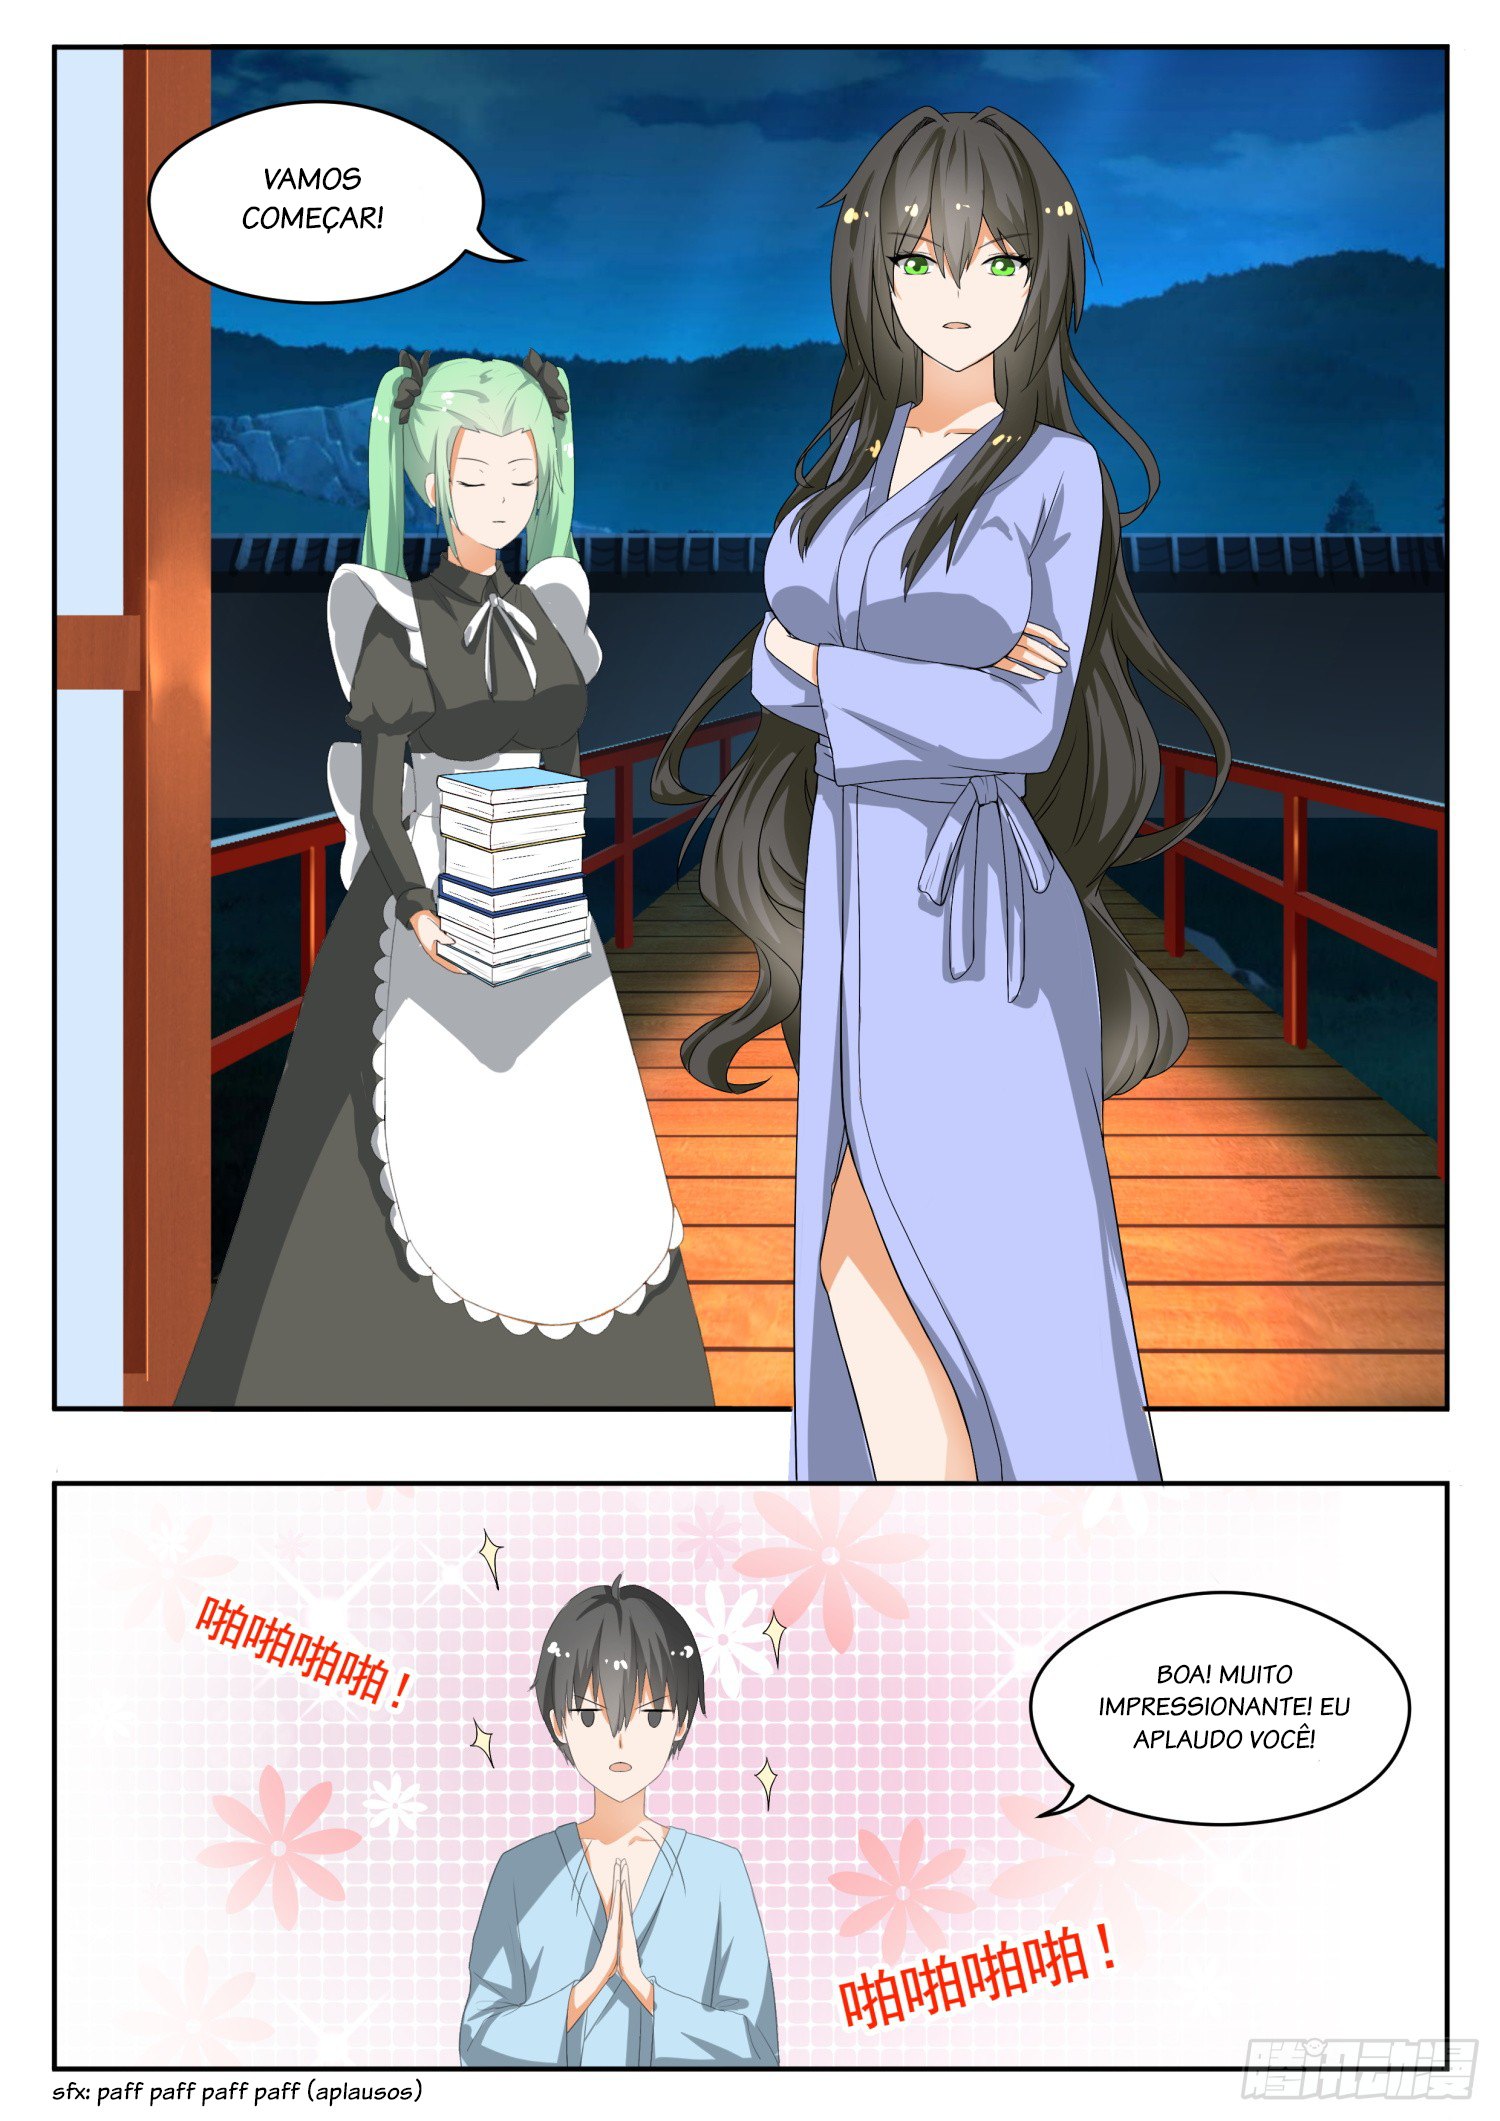 VAMOS
COMEÇAR!
啪啪啪啪！
BOA! MUITO
IMPRESSIONANTE! EU
APLAUDO VOCÊ!
啪啪啪啪！
腾讯动漫
sfx: paff paff paff paff (aplausos)